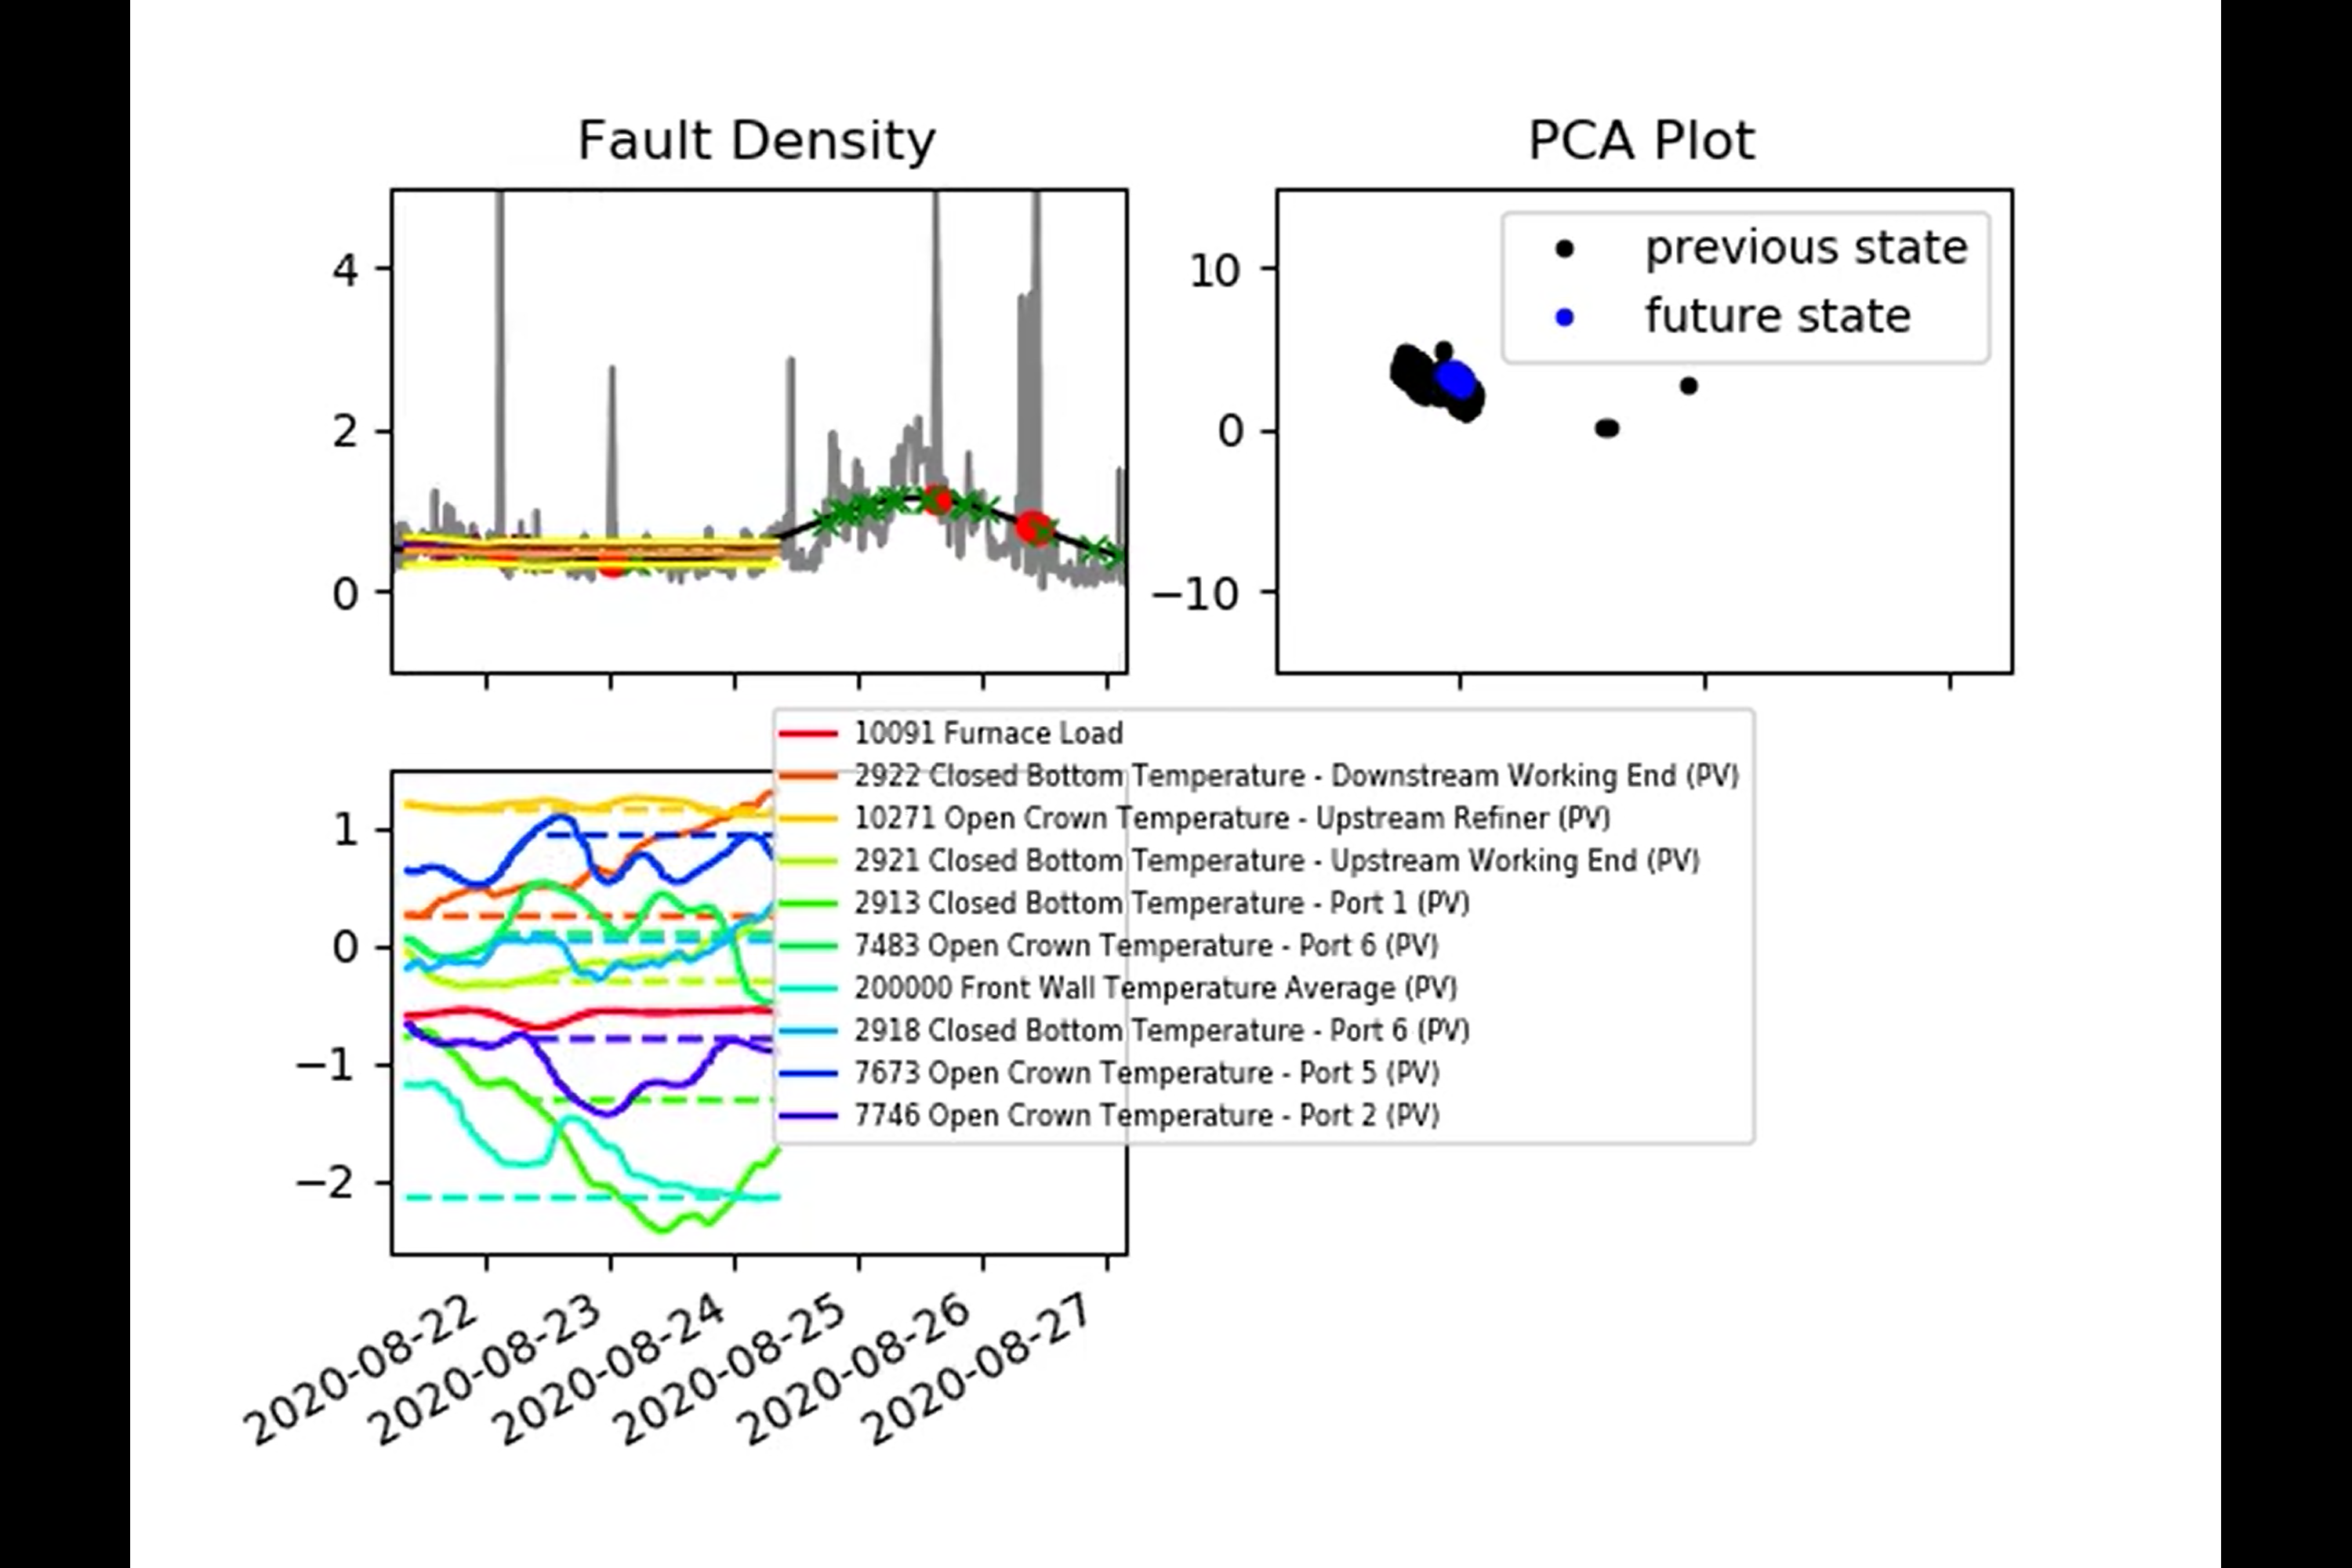 Fault Density
4
2
0
PCA Plot
10
0
−10
previous state
future state
1
0
−1
−2
10091 Furnace Load
2922 Closed Bottom Temperature - Downstream Working End (PV)
10271 Open Crown Temperature - Upstream Refiner (PV)
2921 Closed Bottom Temperature - Upstream Working End (PV)
2913 Closed Bottom Temperature - Port 1 (PV)
7483 Open Crown Temperature - Port 6 (PV)
200000 Front Wall Temperature Average (PV)
2918 Closed Bottom Temperature - Port 6 (PV)
7673 Open Crown Temperature - Port 5 (PV)
7746 Open Crown Temperature - Port 2 (PV)
2020-08-22
2020-08-23
2020-08-24
2020-08-25
2020-08-26
2020-08-27